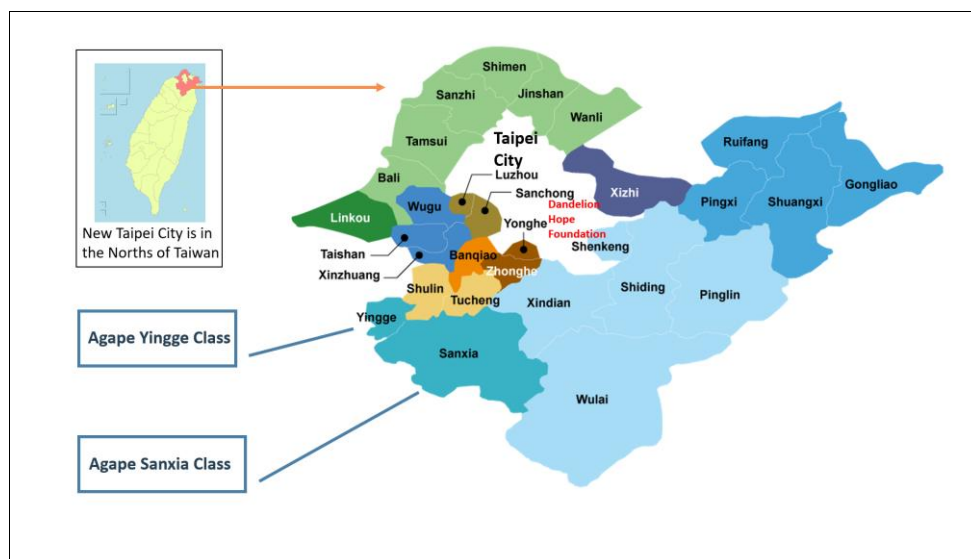 New Taipei City is in
the Norths of Taiwan
Shimen
Sanzhi
Jinshan
Wanli
Tamsui
Taipei
City
Bali
Luzhou
Sanchong
Wugu
Linkou
Xizhi
Ruifang
Pingxi
Shuangxi
Gongliao
Dandelion
Hope
Foundation
Yonghe
Shenkeng
Taishan
Banqiao
Zhonghe
Xinzhuang
Shulin
Tucheng
Xindian
Shiding
Pinglin
Yingge
Sanxia
Wulai
Agape Yingge Class
Agape Sanxia Class